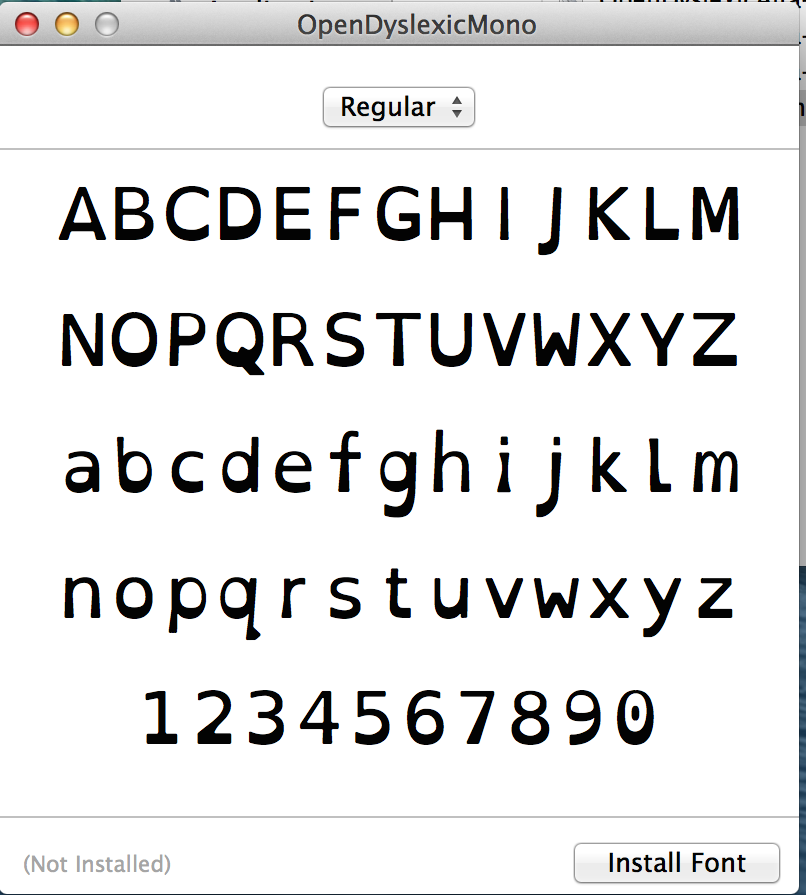 OpenDyslexicMono
Regular
ABCDEFGHIJKLM
NOPQRSTUVWXYZ
abcdefghijklm
nopqrstuvwxyz
1234567890
(Not Installed)
Install Font